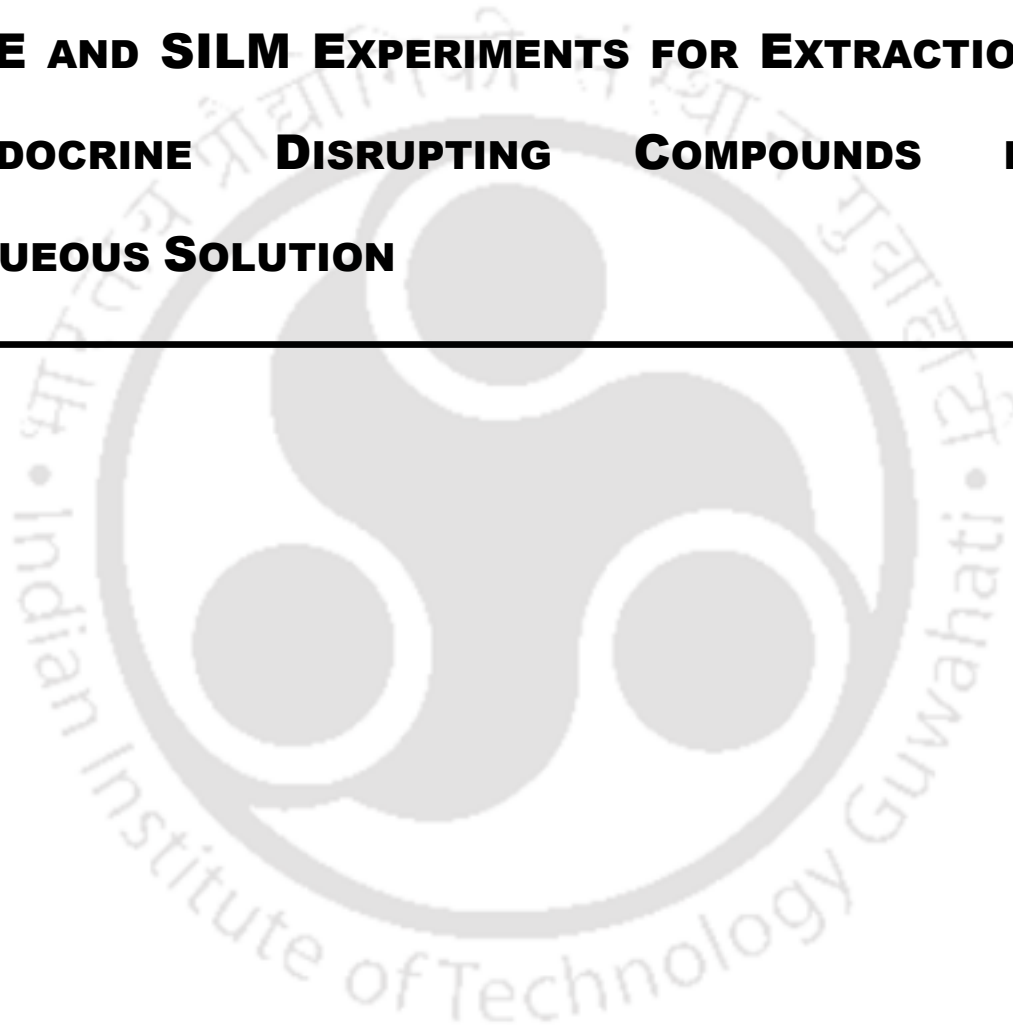 E AND SILM EXPERIMENTS FOR EXTRACTIO
DOCRINE DISRUPTING COMPOUNDS
UEOUS SOLUTION
Indian Institute of Technology Guwahati